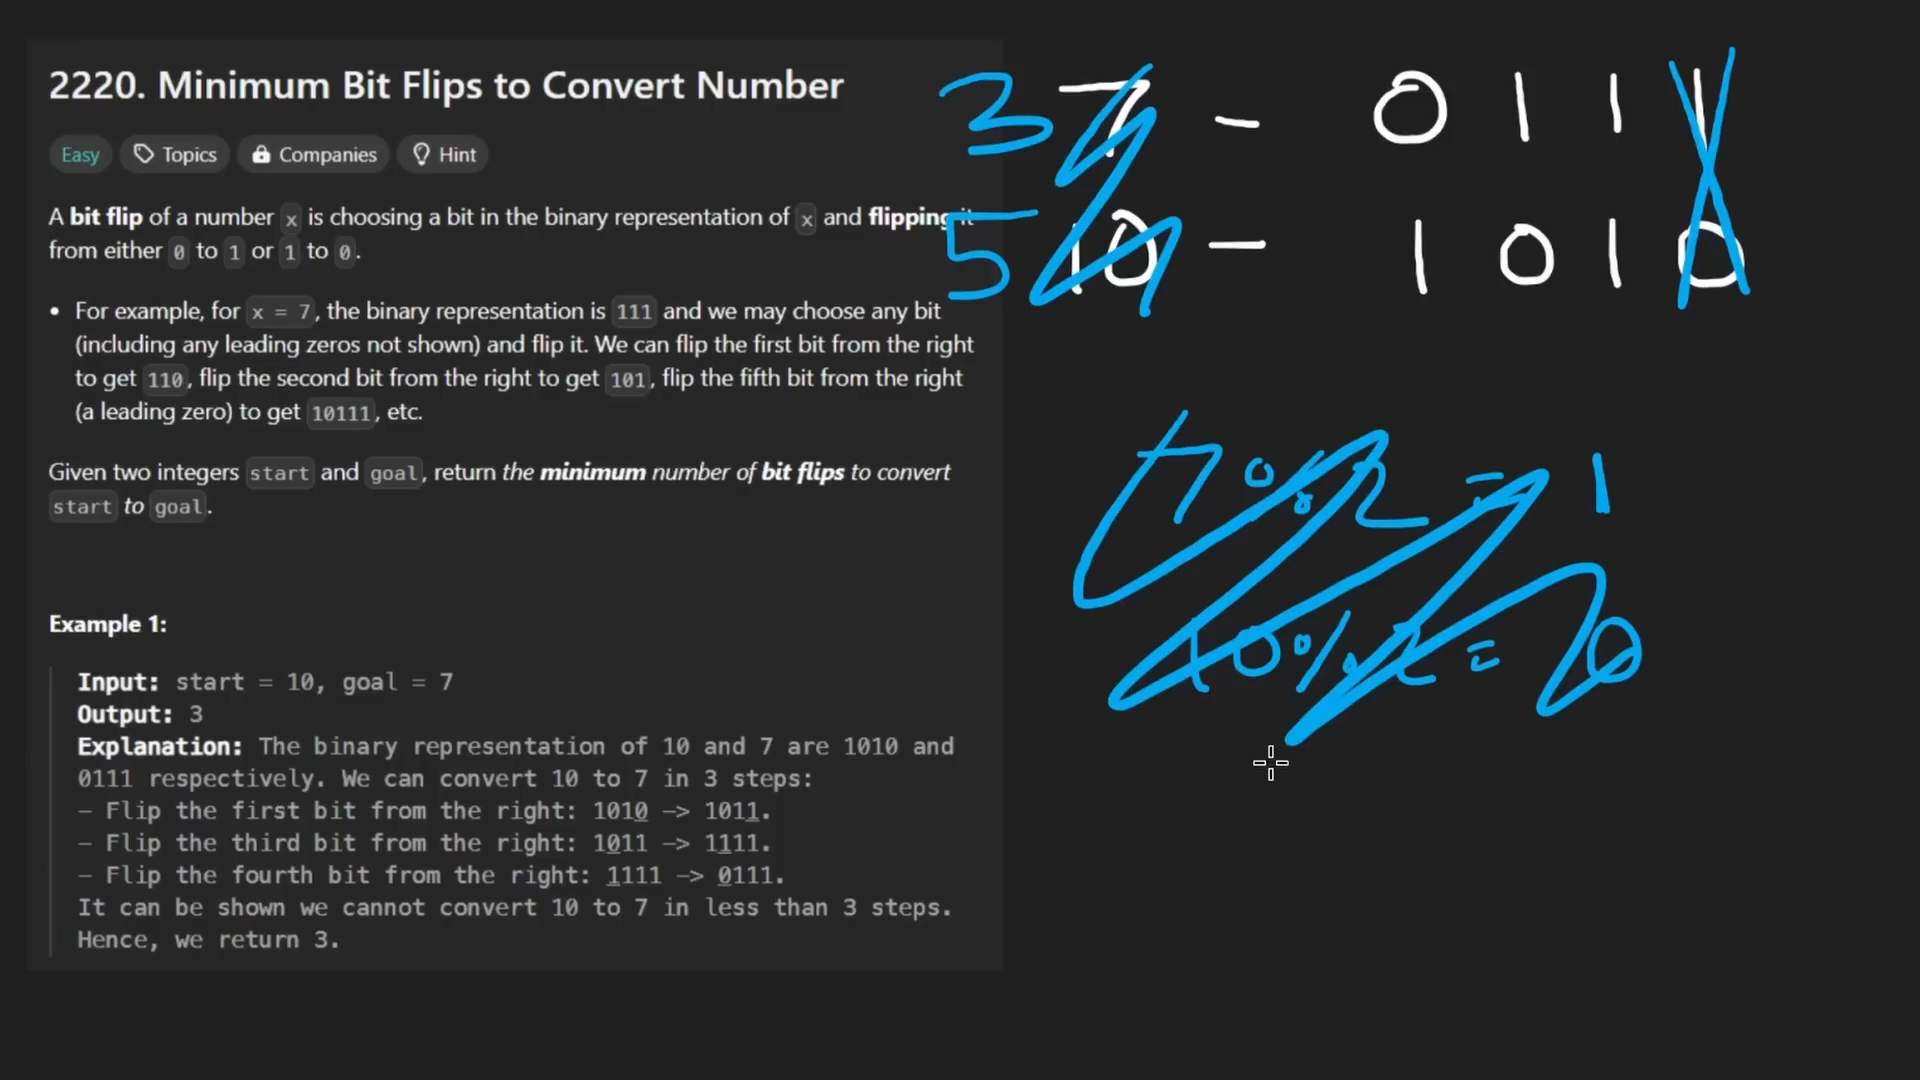 2220. Minimum Bit Flips to Convert Number
Easy Topics Companies Hint
A bit flip of a number x is choosing a bit in the binary representation of x and flipping it
from either 0 to 1 or 1 to 0.
• For example, for x = 7, the binary representation is 111 and we may choose any bit
(including any leading zeros not shown) and flip it. We can flip the first bit from the right
to get 110, flip the second bit from the right to get 101, flip the fifth bit from the right
(a leading zero) to get 10111, etc.
Given two integers start and goal, return the minimum number of bit flips to convert
start to goal.
Example 1:
Input: start = 10, goal = 7
Output: 3
Explanation: The binary representation of 10 and 7 are 1010 and
0111 respectively. We can convert 10 to 7 in 3 steps:
- Flip the first bit from the right: 1010 -> 1011.
- Flip the third bit from the right: 1011 -> 1111.
- Flip the fourth bit from the right: 1111 -> 0111.
It can be shown we cannot convert 10 to 7 in less than 3 steps.
Hence, we return 3.
3 7 - 0 1 1 1
5 10 - 1 0 1 0
7 % 2 = 1
10 % 2 = 0